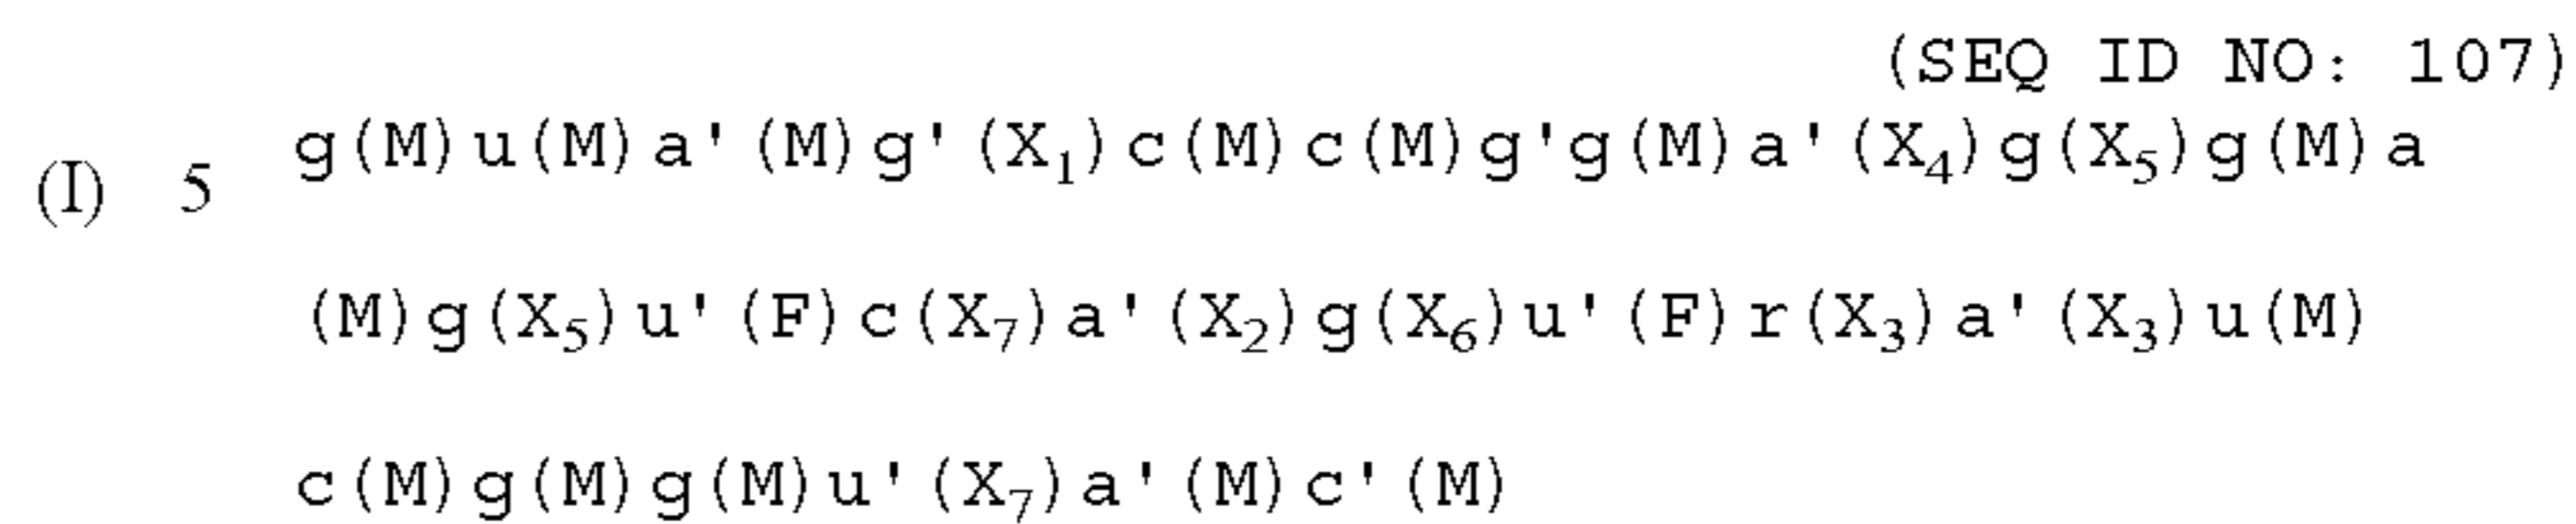 (SEQ ID NO: 107)
(I) 5 g(M)u(M)a'(M)g'(X₁)c(M)c(M)g'g(M)a'(X₄)g(X₅)g(M)a
(M)g(X₅)u'(F)c(X₇)a'(X₂)g(X₆)u'(F)r(X₃)a'(X₃)u(M)
c(M)g(M)g(M)u'(X₇)a'(M)c'(M)